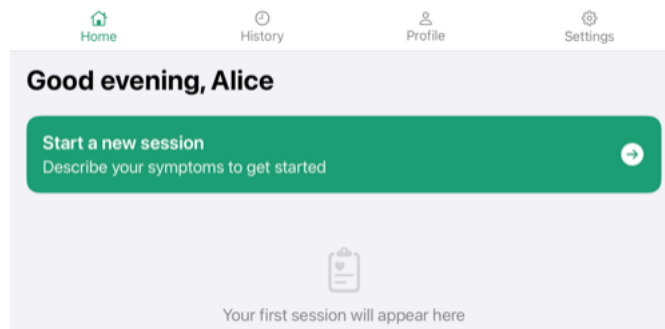 Home
History
Profile
Settings
Good evening, Alice
Start a new session
Describe your symptoms to get started
Your first session will appear here